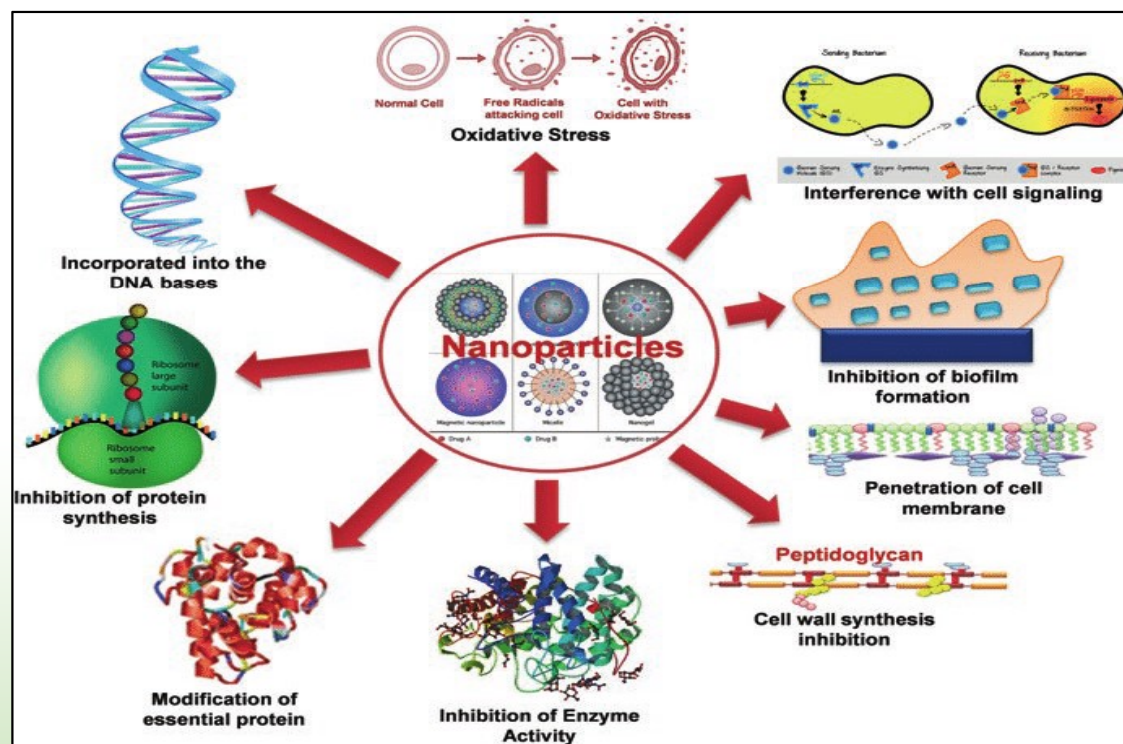 Normal Cell
Free Radicals
attacking cell
Cell with
Oxidative Stress
Oxidative Stress
Sending Bacterium
Receiving Bacterium
Interference with cell signaling
Incorporated into the
DNA bases
Nanoparticles
Magnetic nanoparticle
Micelle
Nanogel
Drug A
Drug B
Magnetic
Inhibition of biofilm
formation
Ribosome
large
subunit
Ribosome
small
subunit
Inhibition of protein
synthesis
Penetration of cell
membrane
Peptidoglycan
Cell wall synthesis
inhibition
Modification of
essential protein
Inhibition of Enzyme
Activity